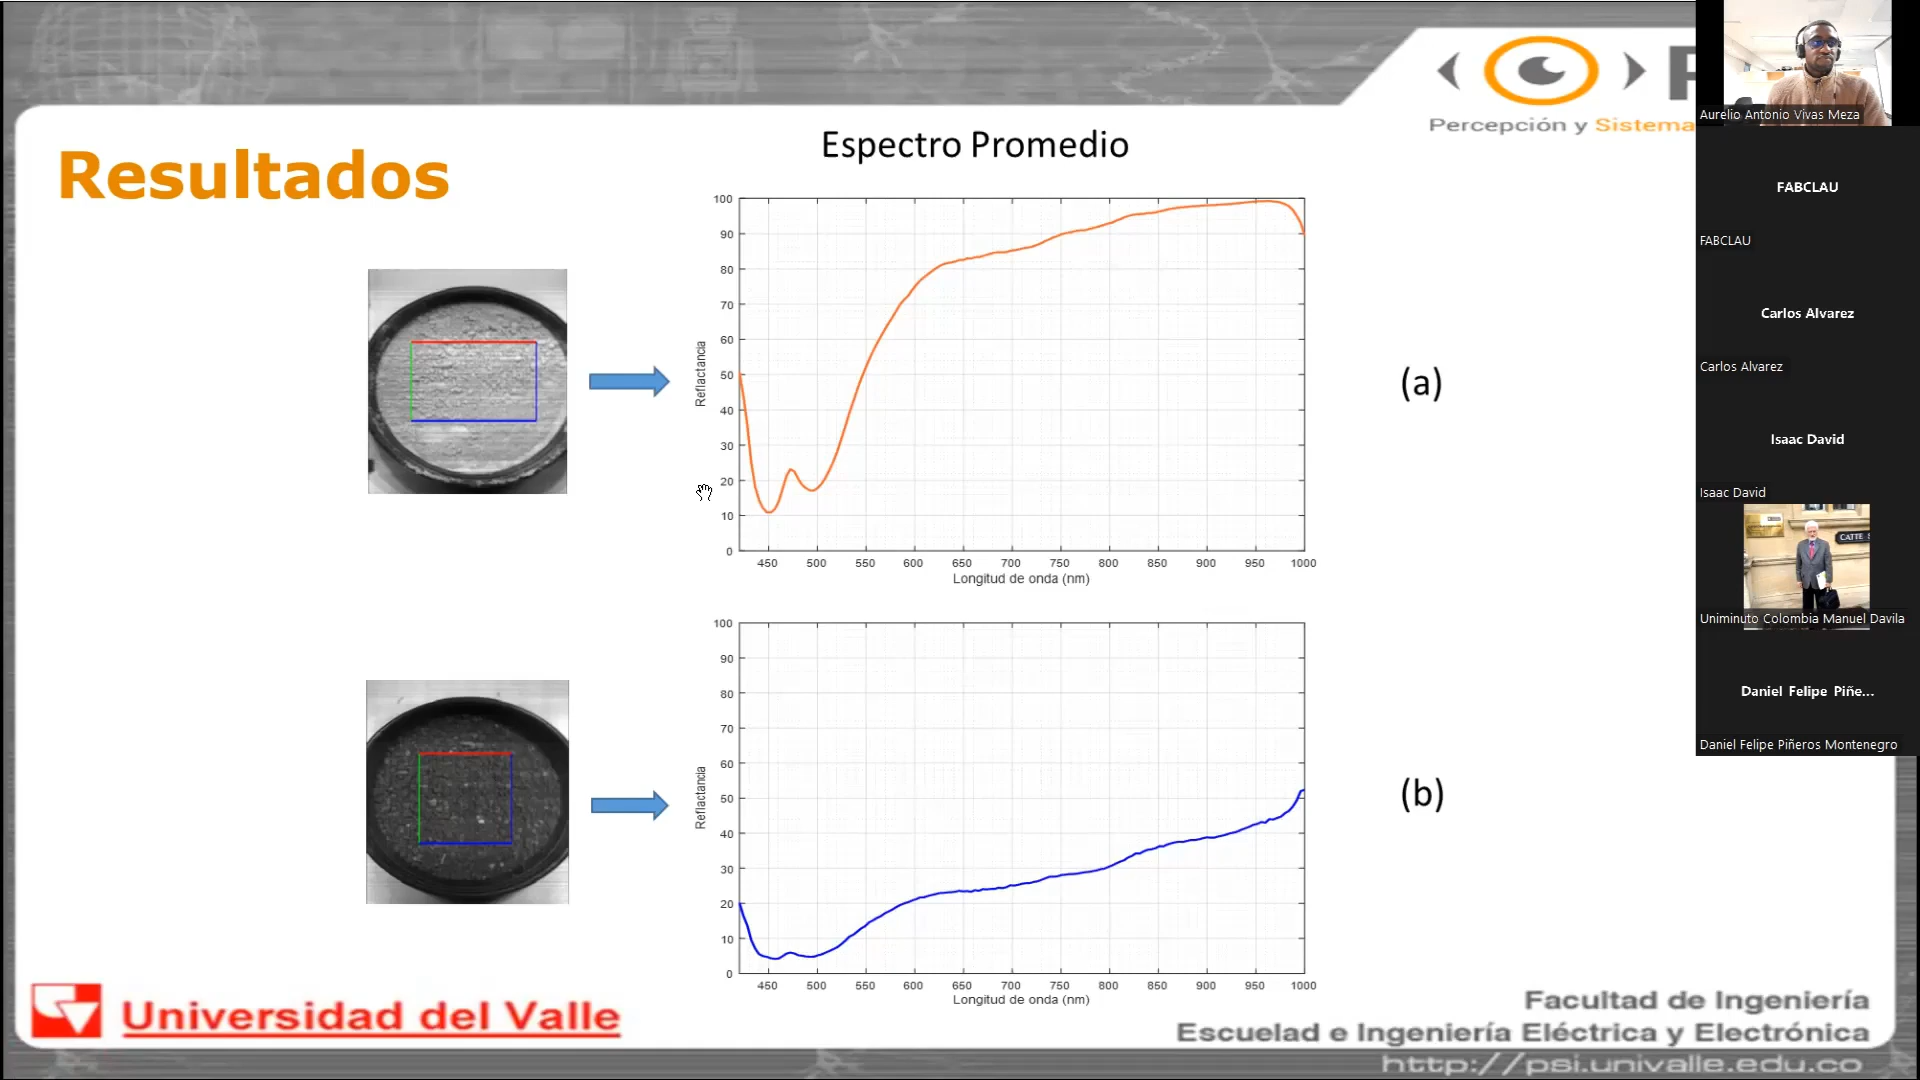 Resultados
Espectro Promedio
Percepción y Sistema
100
90
80
70
60
50
40
30
20
10
0
Reflactancia
450 500 550 600 650 700 750 800 850 900 950 1000
Longitud de onda (nm)
(a)
100
90
80
70
60
50
40
30
20
10
0
Reflactancia
450 500 550 600 650 700 750 800 850 900 950 1000
Longitud de onda (nm)
(b)
Universidad del Valle
Facultad de Ingeniería
Escuelad e Ingeniería Eléctrica y Electrónica
http://psi.univalle.edu.co
Aurelio Antonio Vivas Meza
FABCLAU
FABCLAU
Carlos Alvarez
Carlos Alvarez
Isaac David
Isaac David
CATTE
Uniminuto Colombia Manuel Davila
Daniel Felipe Piñe...
Daniel Felipe Piñeros Montenegro